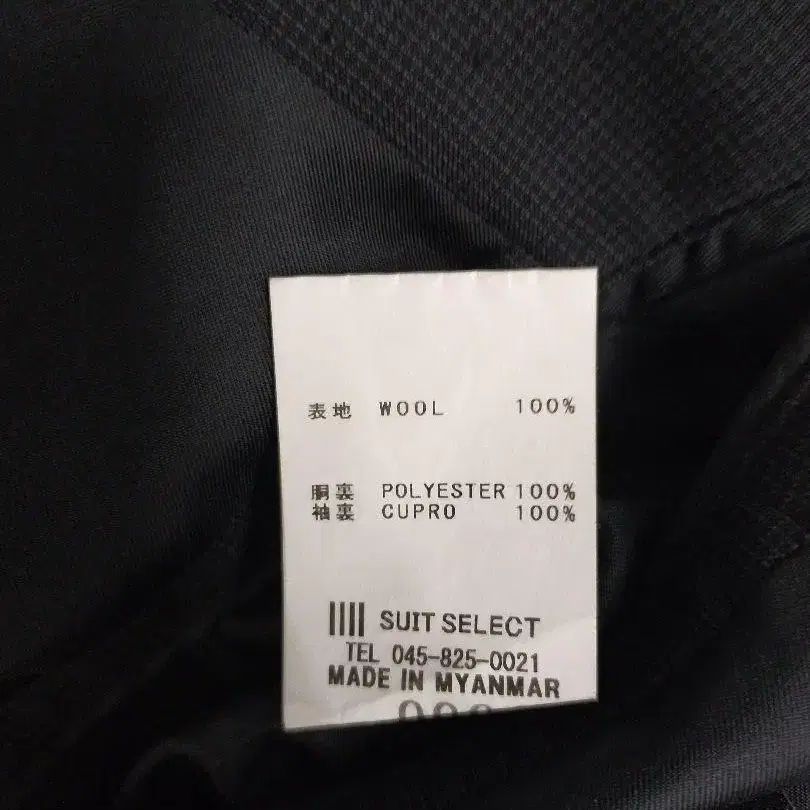 表地 WOOL 100%
胴裏 POLYESTER 100%
袖裏 CUPRO 100%
SUIT SELECT
TEL 045-825-0021
MADE IN MYANMAR